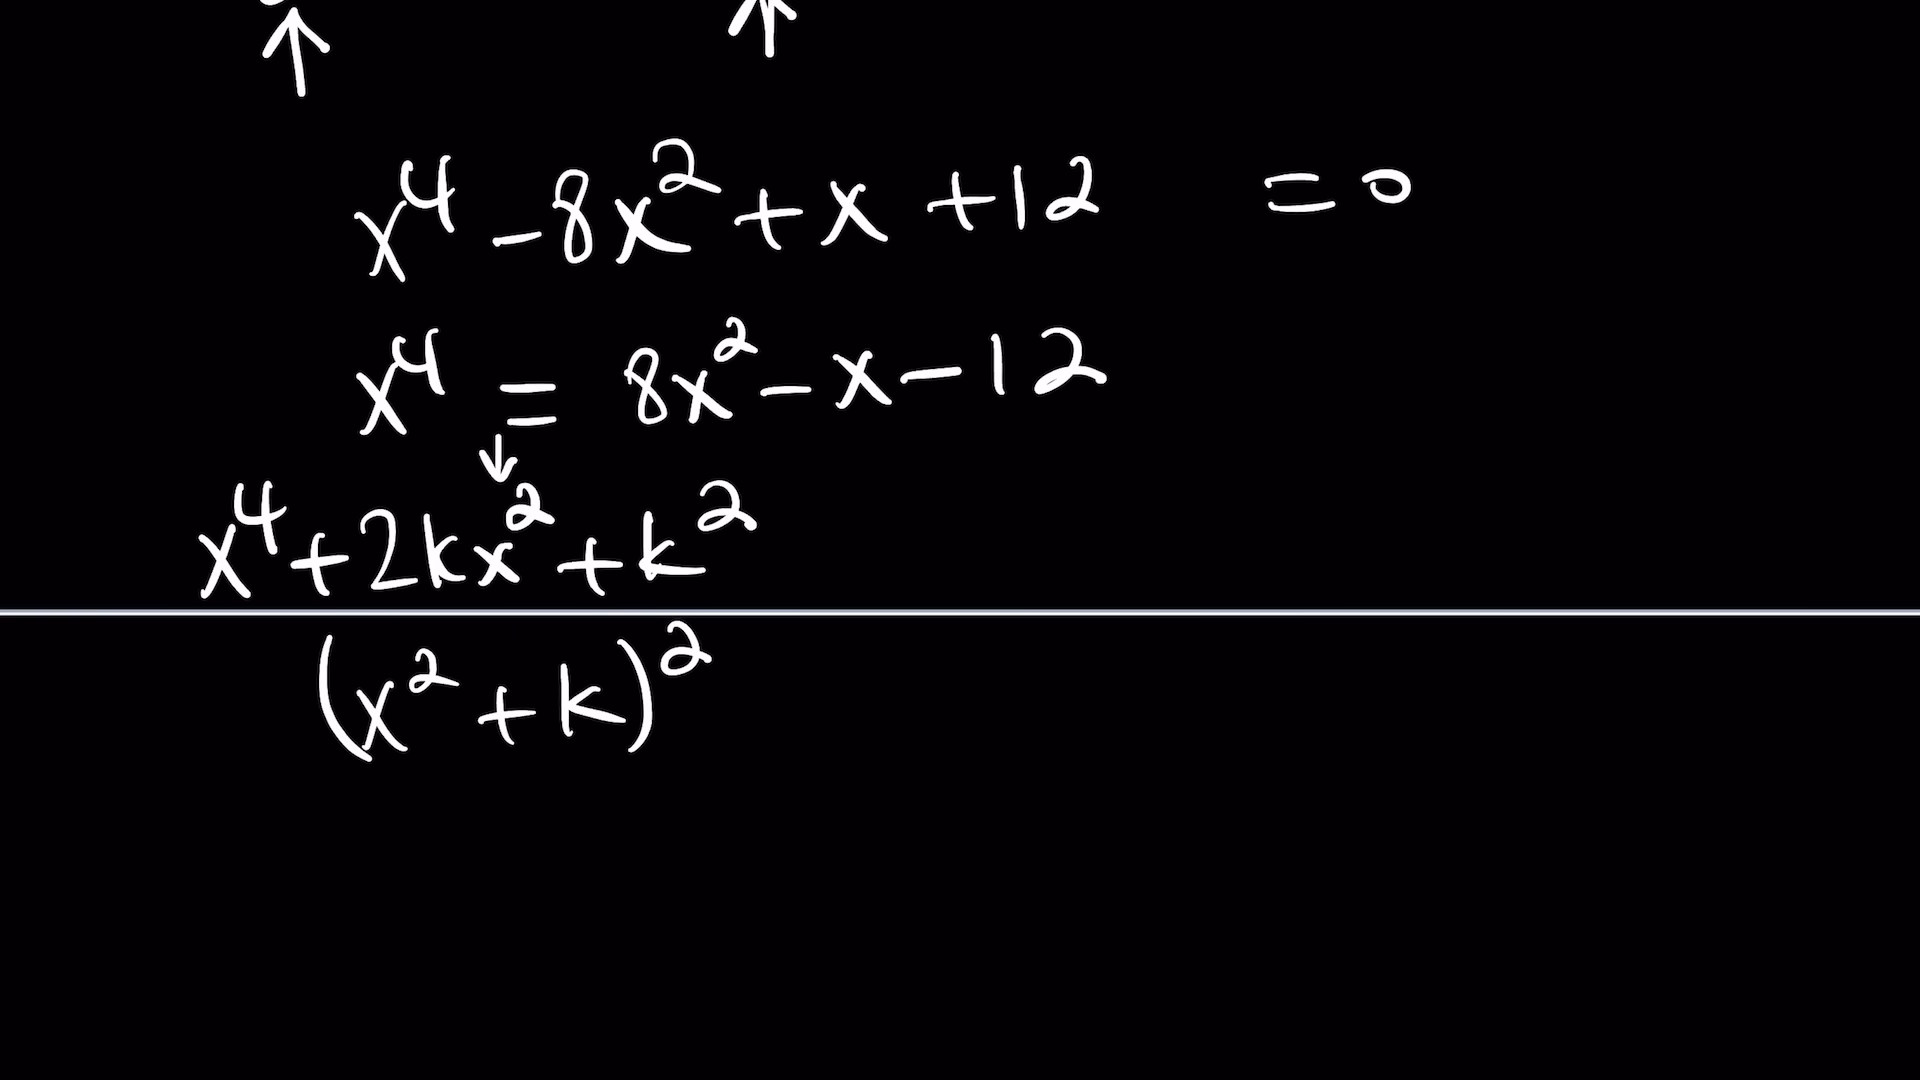 x⁴ - 8x² + x + 12 = 0
x⁴ = 8x² - x - 12
x⁴ + 2kx² + k²
(x² + k)²